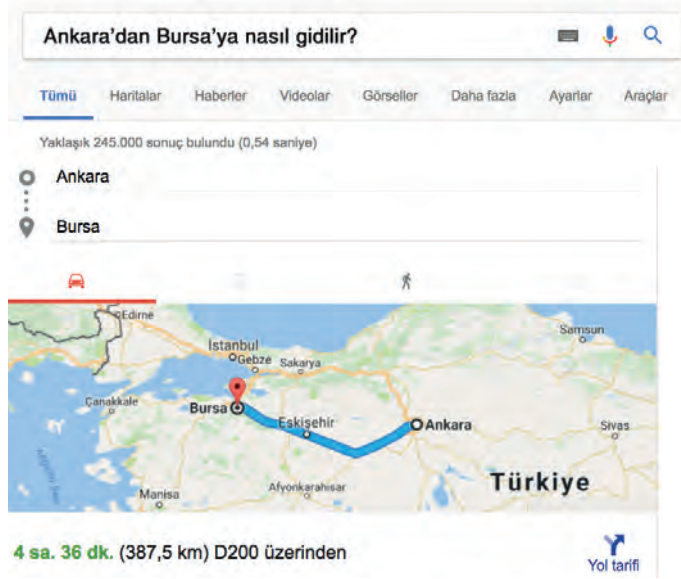 Ankara'dan Bursa'ya nasıl gidilir?
Tümü Haritalar Haberler Videolar Görseller Daha fazla Ayarlar Araçlar
Yaklaşık 245.000 sonuç bulundu (0,54 saniye)
Ankara
Bursa
Edirne
Samsun
İstanbul
Gebze
Sakarya
Çanakkale
Bursa
Eskişehir
Ankara
Sivas
Türkiye
Manisa
Afyonkarahisar
4 sa. 36 dk. (387,5 km) D200 üzerinden
Yol tarifi